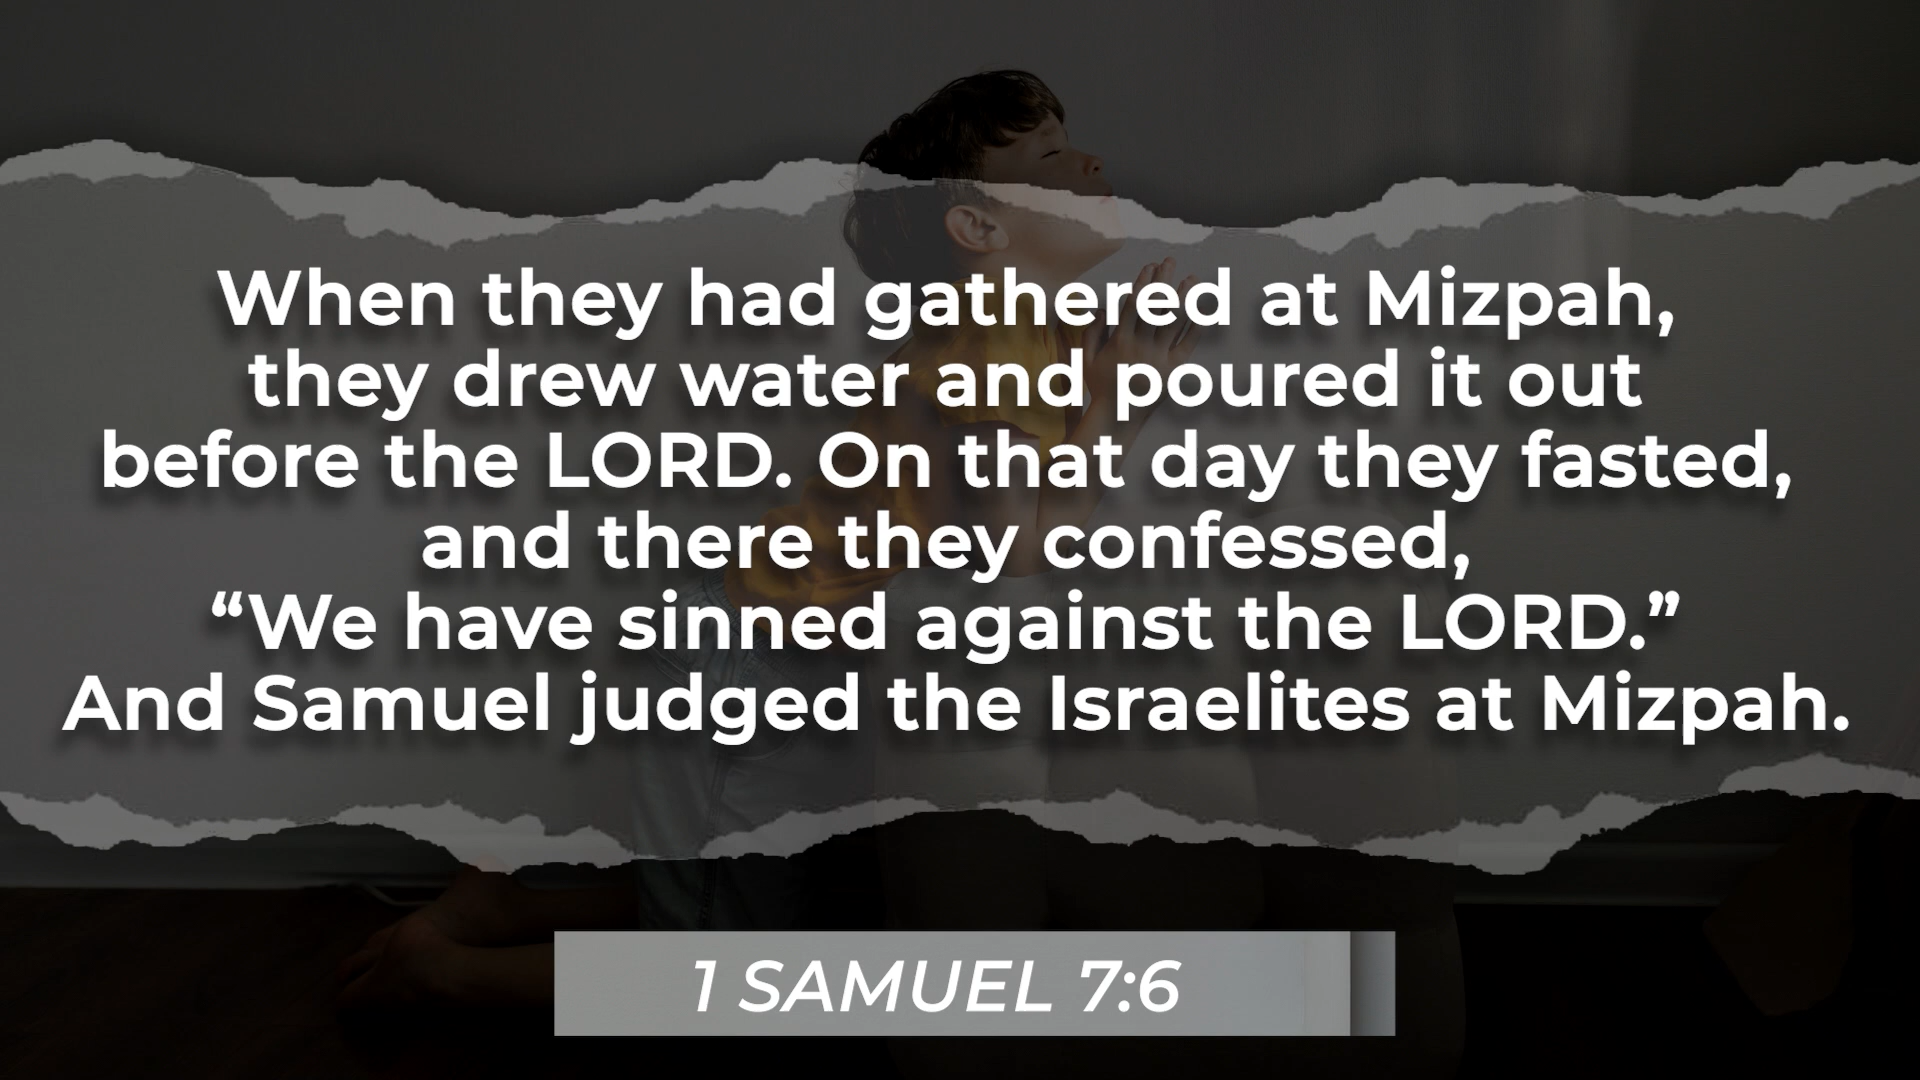 When they had gathered at Mizpah,
they drew water and poured it out
before the LORD. On that day they fasted,
and there they confessed,
“We have sinned against the LORD.”
And Samuel judged the Israelites at Mizpah.
1 SAMUEL 7:6